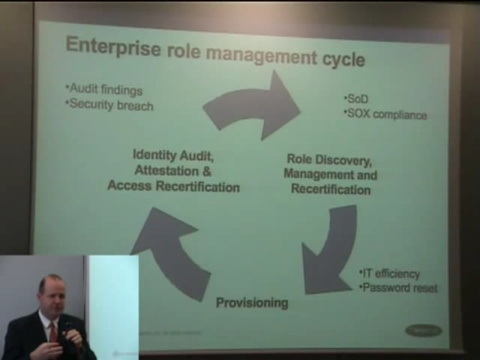 Enterprise role management cycle
•Audit findings
•Security breach
•SoD
•SOX compliance
Identity Audit,
Attestation &
Access Recertification
Role Discovery,
Management and
Recertification
•IT efficiency
•Password reset
Provisioning